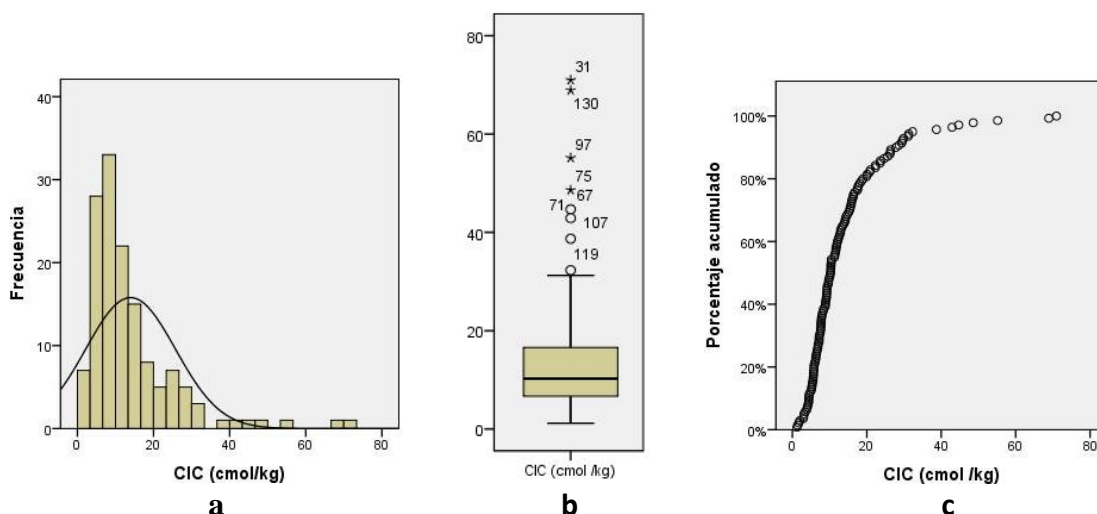 Frecuencia
40
30
20
10
0
0 20 40 60 80
CIC (cmol/kg)
a
80
60
40
20
0
31
130
97
75
67
71
107
119
CIC (cmol /kg)
b
Porcentaje acumulado
100%
80%
60%
40%
20%
0%
0 20 40 60 80
CIC (cmol /kg)
c